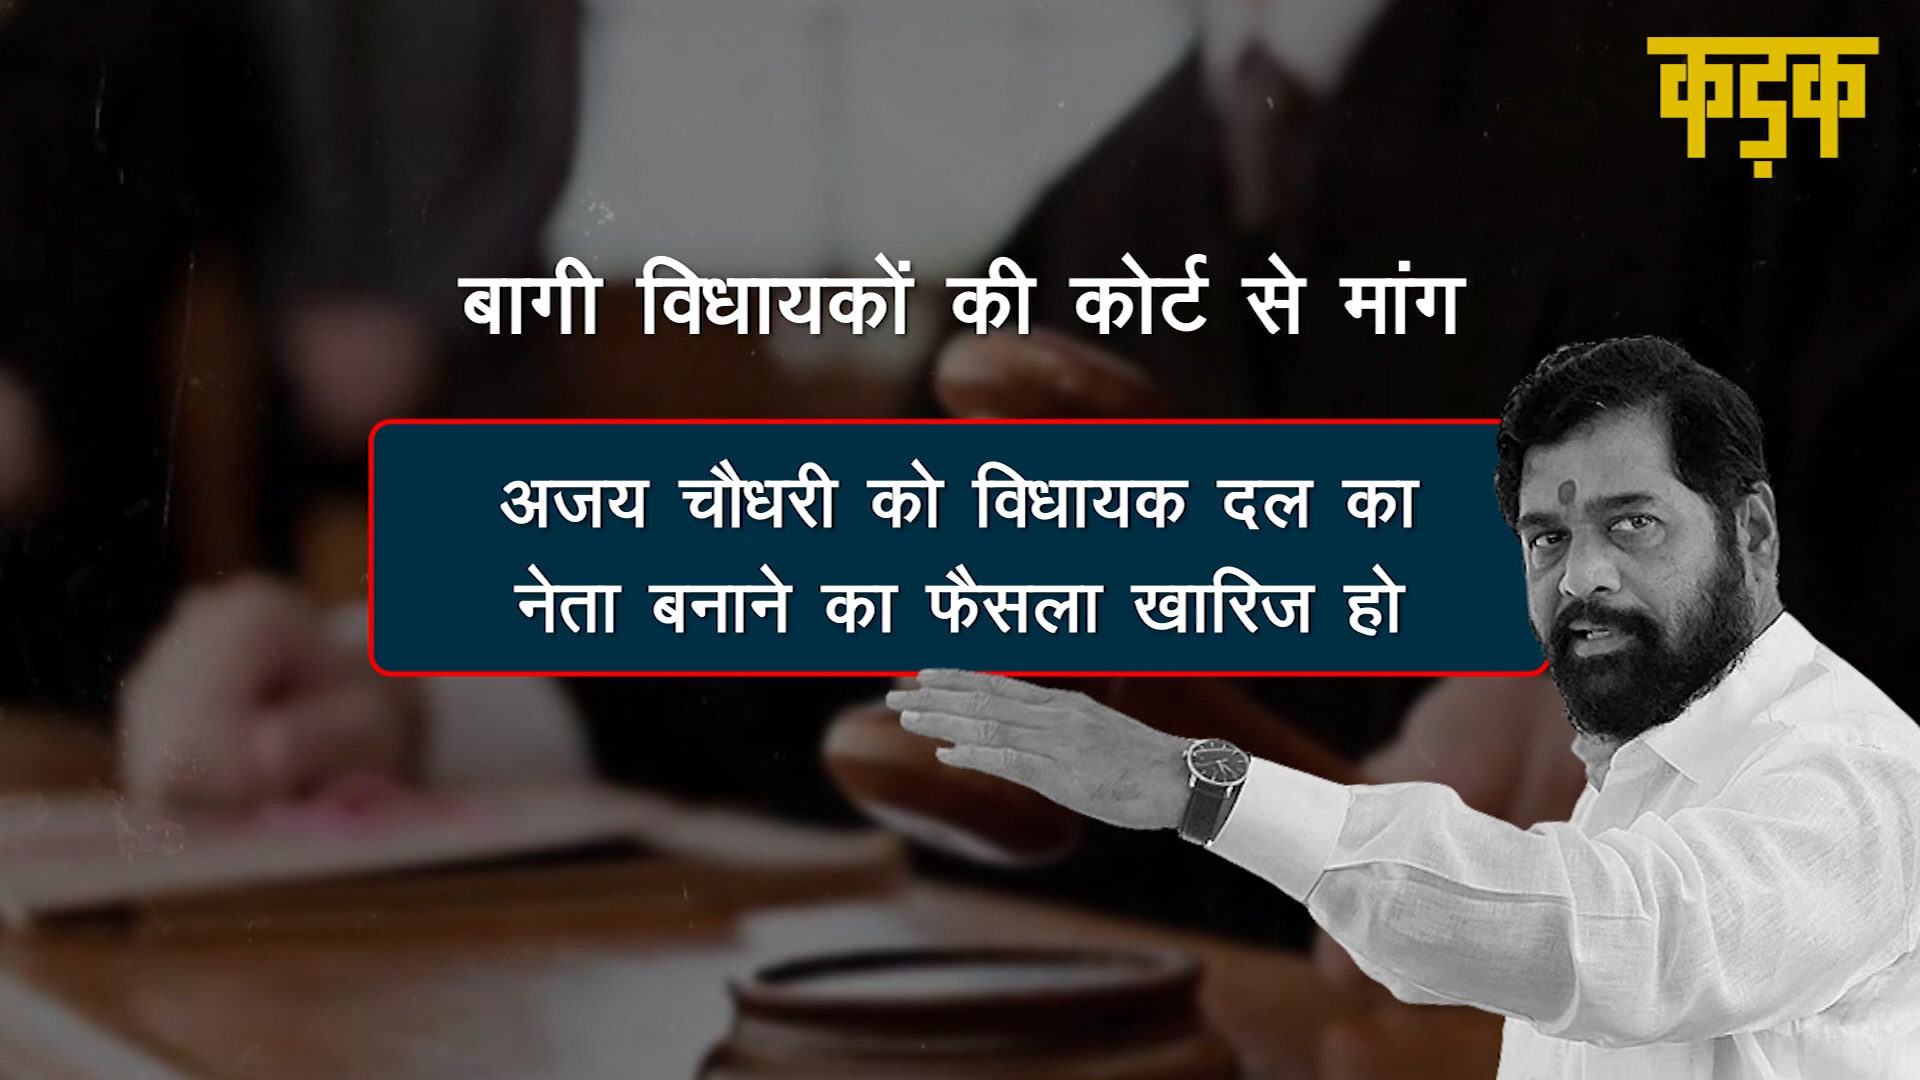 कड़क
बागी विधायकों की कोर्ट से मांग
अजय चौधरी को विधायक दल का
नेता बनाने का फैसला खारिज हो